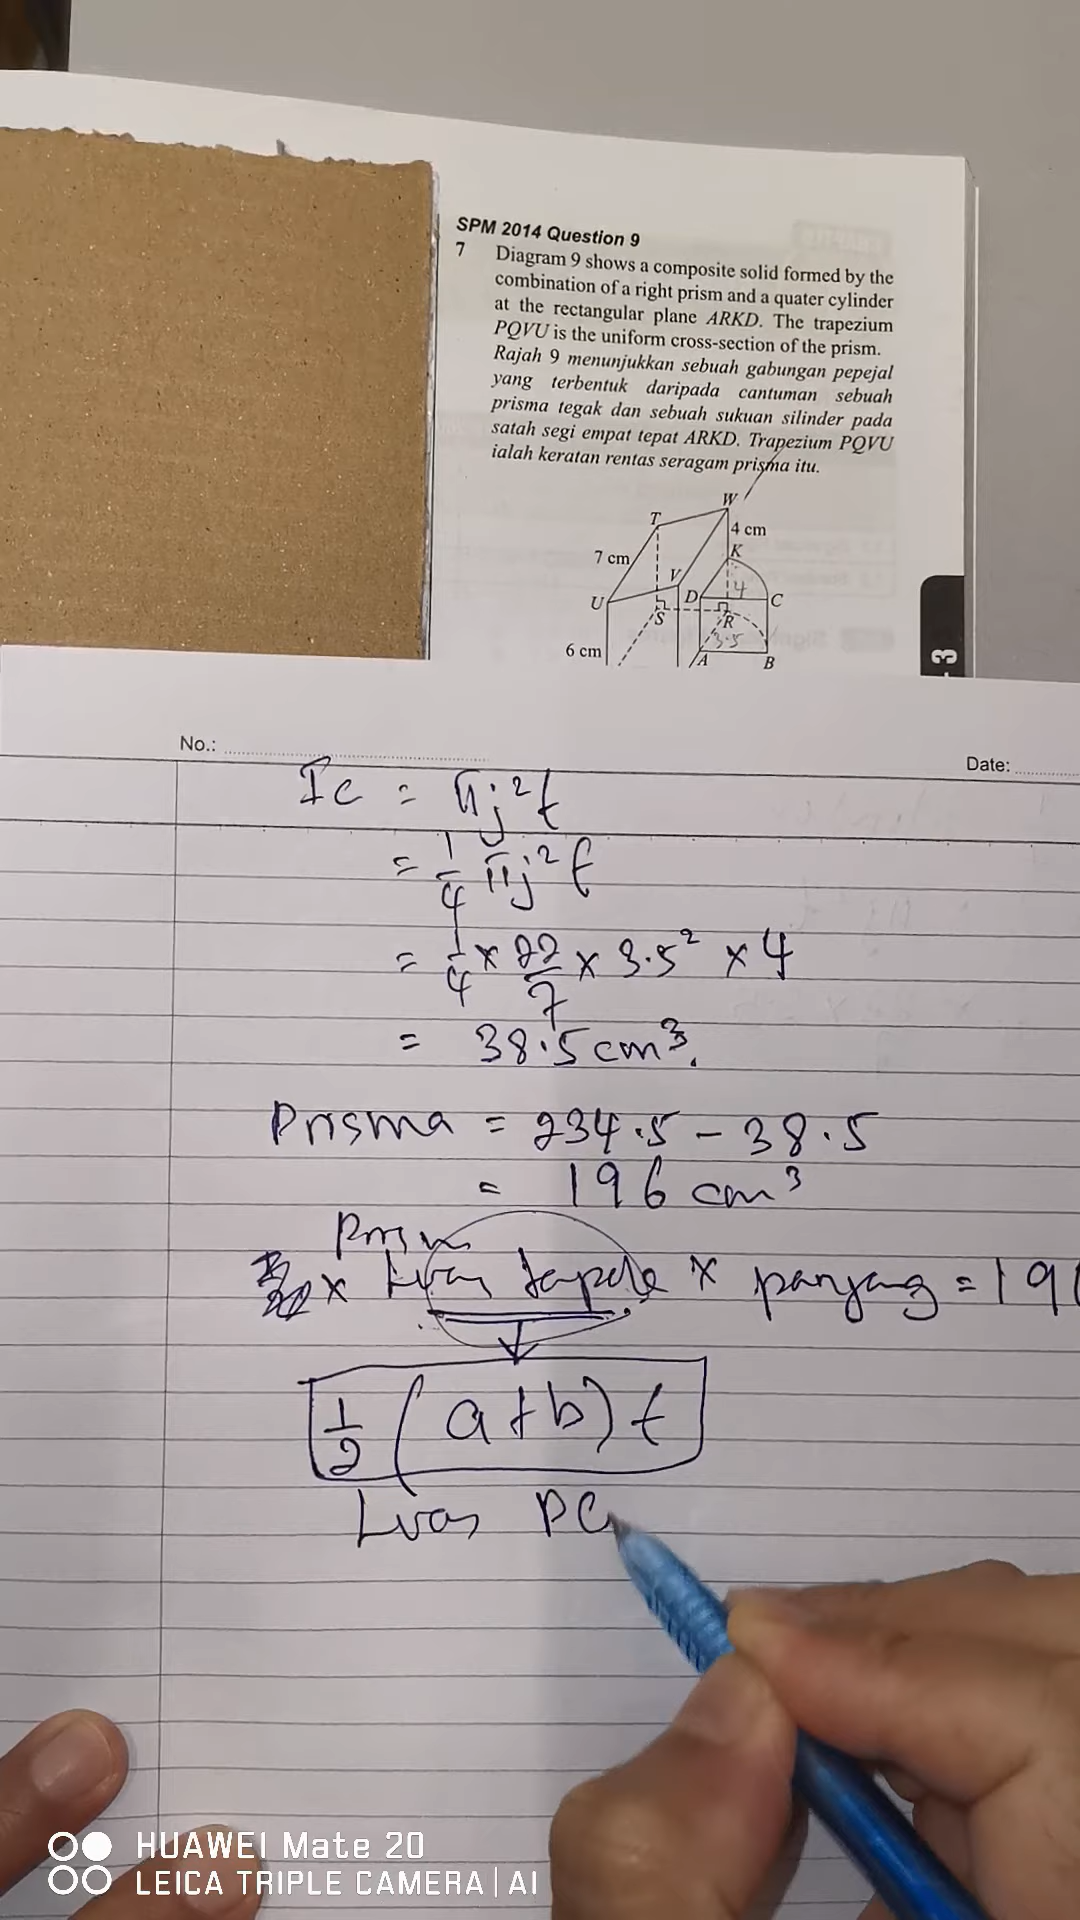 SPM 2014 Question 9
7 Diagram 9 shows a composite solid formed by the
combination of a right prism and a quater cylinder
at the rectangular plane ARKD. The trapezium
PQVU is the uniform cross-section of the prism.
Rajah 9 menunjukkan sebuah gabungan pepejal
yang terbentuk daripada cantuman sebuah
prisma tegak dan sebuah sukuan silinder pada
satah segi empat tepat ARKD. Trapezium PQVU
ialah keratan rentas seragam prisma itu.
W
T
4 cm
K
7 cm
V
4
U
D
C
S
R
3.5
6 cm
A
B
3
No.:
Date:
= πj²t
= 1/4 πj²t
= 1/4 × 22/7 × 3.5² × 4
= 38.5 cm³.
Prisma = 234.5 - 38.5
= 196 cm³
Prism
× Luas × panjang = 19
1/2 (a+b) t
Luas P
HUAWEI Mate 20
LEICA TRIPLE CAMERA | AI